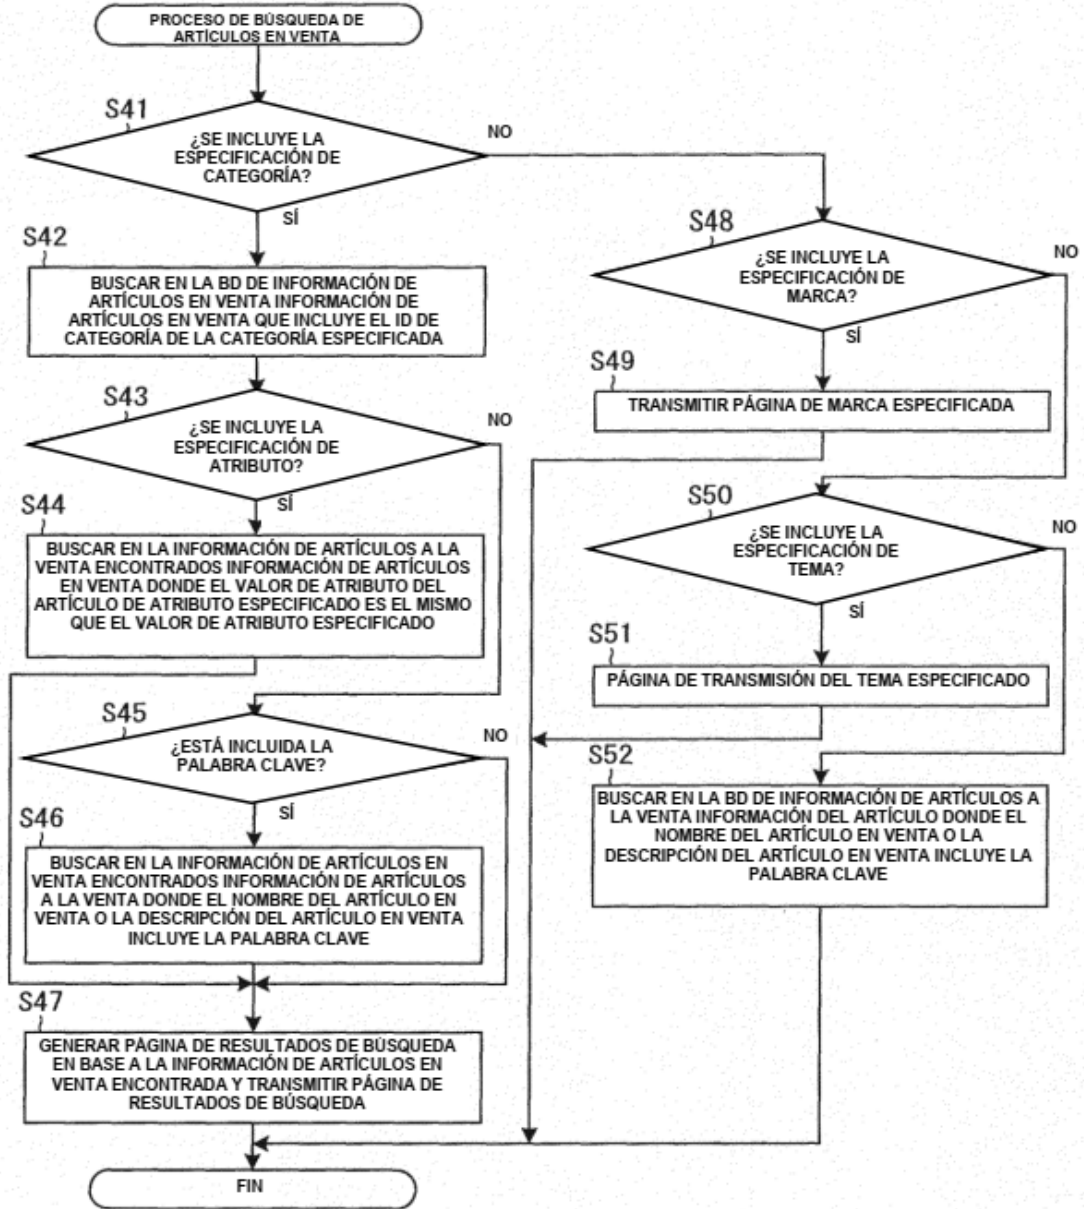 PROCESO DE BÚSQUEDA DE
ARTÍCULOS EN VENTA
S41
¿SE INCLUYE LA
ESPECIFICACIÓN DE
CATEGORÍA?
NO
SÍ
S42
BUSCAR EN LA BD DE INFORMACIÓN DE
ARTÍCULOS EN VENTA INFORMACIÓN DE
ARTÍCULOS EN VENTA QUE INCLUYE EL ID DE
CATEGORÍA DE LA CATEGORÍA ESPECIFICADA
S43
¿SE INCLUYE LA
ESPECIFICACIÓN DE
ATRIBUTO?
NO
SÍ
S44
BUSCAR EN LA INFORMACIÓN DE ARTÍCULOS A LA
VENTA ENCONTRADOS INFORMACIÓN DE ARTÍCULOS
EN VENTA DONDE EL VALOR DE ATRIBUTO DEL
ARTÍCULO DE ATRIBUTO ESPECIFICADO ES EL MISMO
QUE EL VALOR DE ATRIBUTO ESPECIFICADO
S45
¿ESTÁ INCLUIDA LA
PALABRA CLAVE?
NO
SÍ
S46
BUSCAR EN LA INFORMACIÓN DE ARTÍCULOS EN
VENTA ENCONTRADOS INFORMACIÓN DE ARTÍCULOS
A LA VENTA DONDE EL NOMBRE DEL ARTÍCULO EN
VENTA O LA DESCRIPCIÓN DEL ARTÍCULO EN VENTA
INCLUYE LA PALABRA CLAVE
S47
GENERAR PÁGINA DE RESULTADOS DE BÚSQUEDA
EN BASE A LA INFORMACIÓN DE ARTÍCULOS EN
VENTA ENCONTRADA Y TRANSMITIR PÁGINA DE
RESULTADOS DE BÚSQUEDA
S48
¿SE INCLUYE LA
ESPECIFICACIÓN DE
MARCA?
NO
SÍ
S49
TRANSMITIR PÁGINA DE MARCA ESPECIFICADA
S50
¿SE INCLUYE LA
ESPECIFICACIÓN DE
TEMA?
NO
SÍ
S51
PÁGINA DE TRANSMISIÓN DEL TEMA ESPECIFICADO
S52
BUSCAR EN LA BD DE INFORMACIÓN DE ARTÍCULOS A
LA VENTA INFORMACIÓN DEL ARTÍCULO DONDE EL
NOMBRE DEL ARTÍCULO EN VENTA O LA
DESCRIPCIÓN DEL ARTÍCULO EN VENTA INCLUYE LA
PALABRA CLAVE
FIN